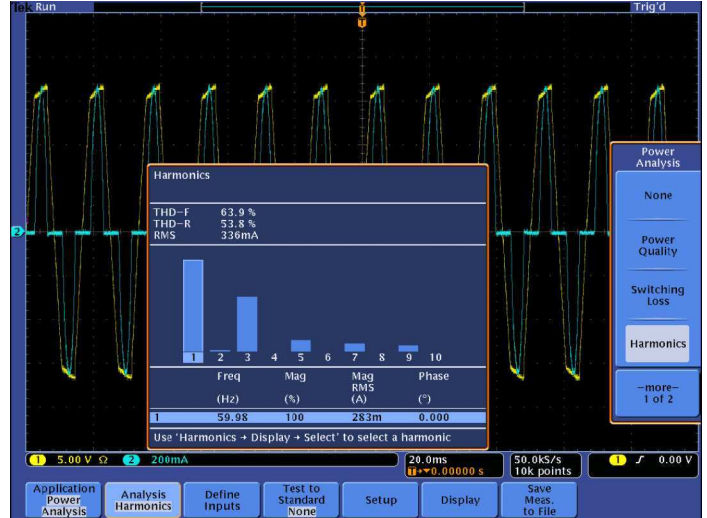 Tek Run Trig'd
T
T
Harmonics
THD-F 63.9 %
THD-R 53.8 %
RMS 336mA
1 2 3 4 5 6 7 8 9 10
Freq Mag Mag Phase
RMS
(Hz) (%) (A) (°)
1 59.98 100 283m 0.000
Use 'Harmonics → Display → Select' to select a harmonic
2
Power
Analysis
None
Power
Quality
Switching
Loss
Harmonics
-more-
1 of 2
1 5.00 V Ω 2 200mA 20.0ms 50.0kS/s 1 0.00 V
T→▼0.00000 s 10k points
Application
Power
Analysis
Analysis
Harmonics
Define
Inputs
Test to
Standard
None
Setup
Display
Save
Meas.
to File